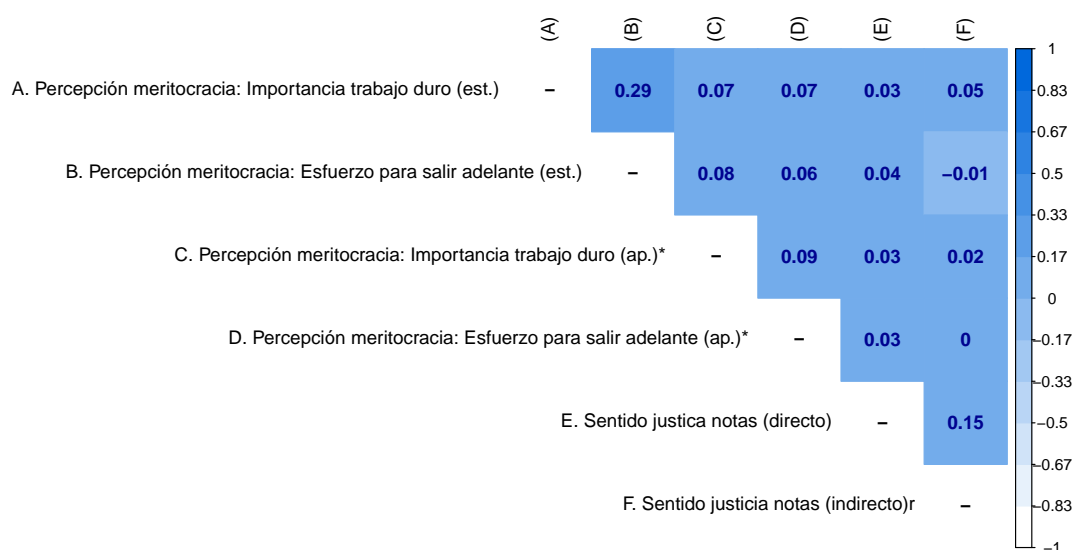 (A) (B) (C) (D) (E) (F)
A. Percepción meritocracia: Importancia trabajo duro (est.) – 0.29 0.07 0.07 0.03 0.05
B. Percepción meritocracia: Esfuerzo para salir adelante (est.) – 0.08 0.06 0.04 −0.01
C. Percepción meritocracia: Importancia trabajo duro (ap.)* – 0.09 0.03 0.02
D. Percepción meritocracia: Esfuerzo para salir adelante (ap.)* – 0.03 0
E. Sentido justica notas (directo) – 0.15
F. Sentido justicia notas (indirecto)r –
1
0.83
0.67
0.5
0.33
0.17
0
−0.17
−0.33
−0.5
−0.67
−0.83
−1